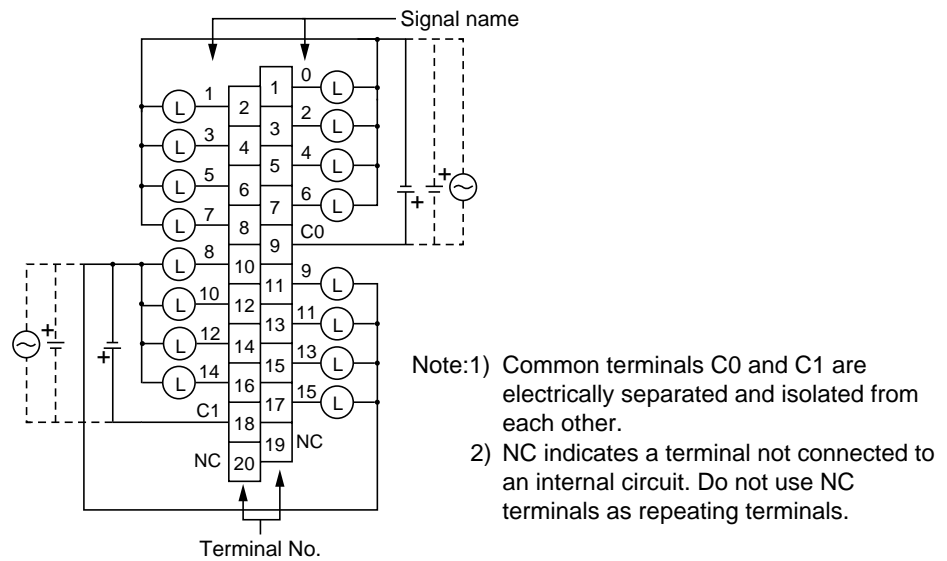 Signal name
0
1
1
L
L
2
2
3
3
L
L
4
4
5
5
L
L
6
6
7
7
L
L
8
C0
9
8
L
10
9
11
L
10
L
12
11
13
L
12
L
14
13
15
L
14
L
16
15
17
L
C1
18
19
NC
NC
20
+
+
+
+
+
+
Terminal No.
Note:1) Common terminals C0 and C1 are
electrically separated and isolated from
each other.
2) NC indicates a terminal not connected to
an internal circuit. Do not use NC
terminals as repeating terminals.